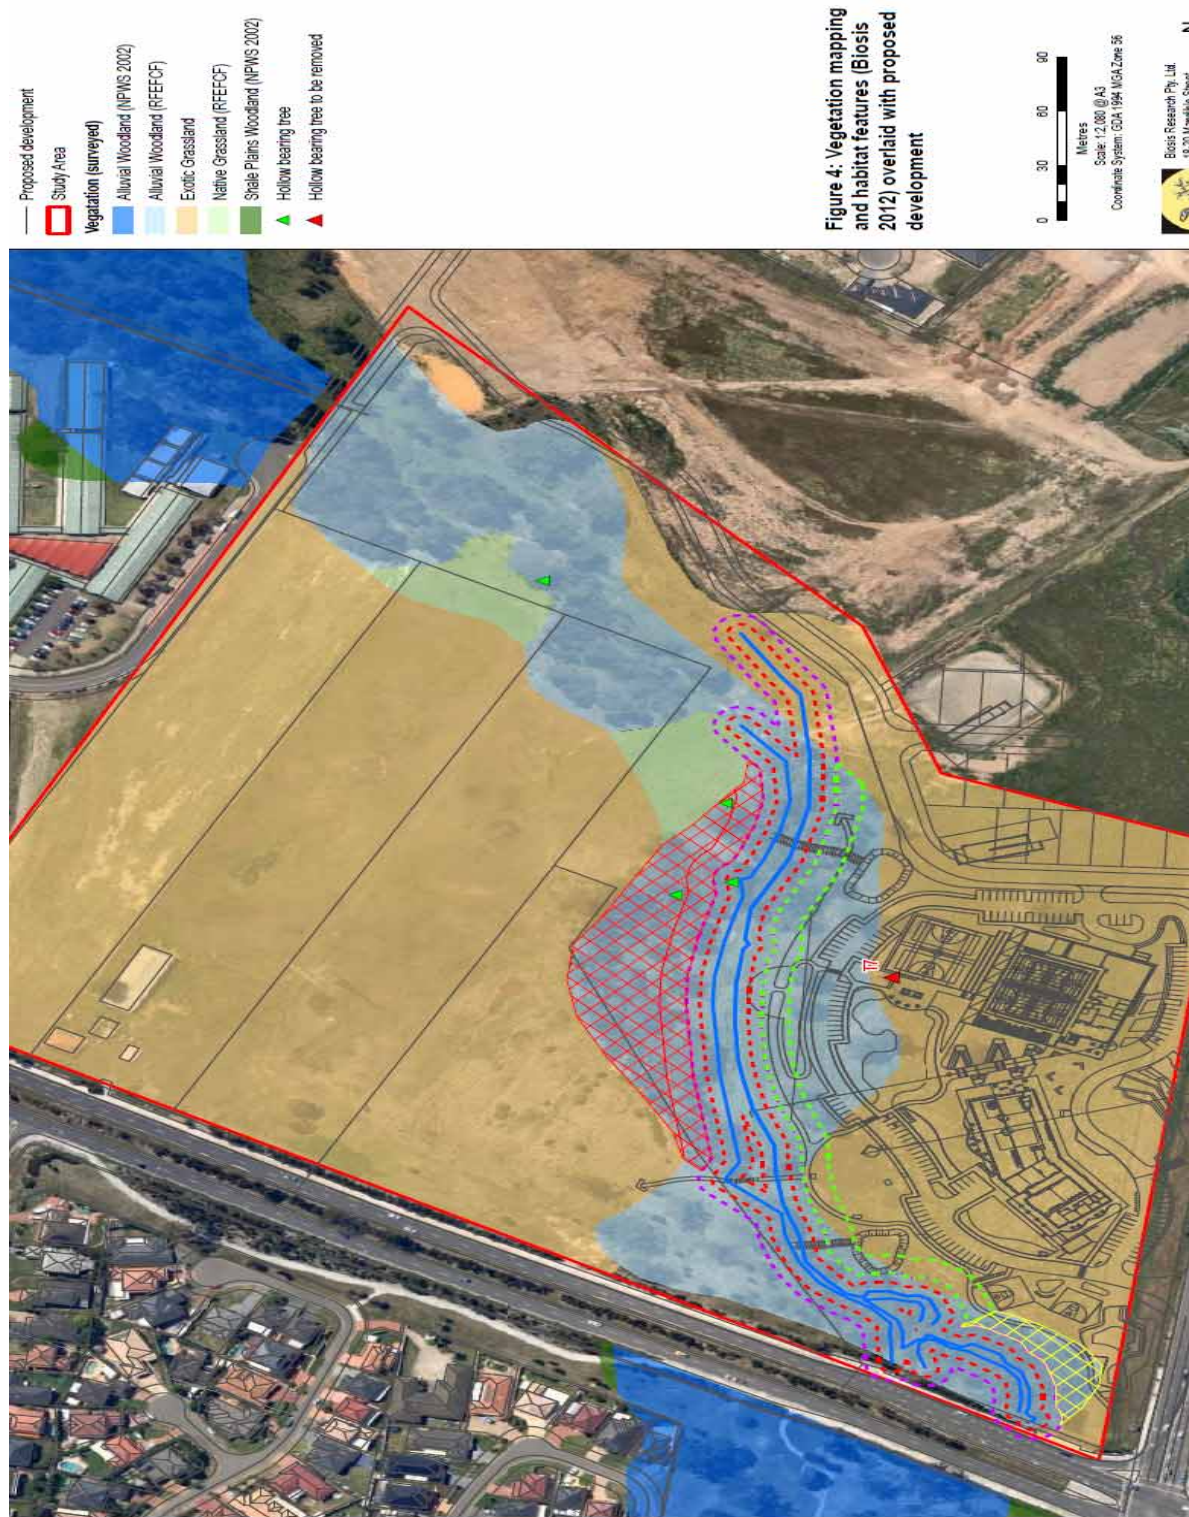 Proposed development
Study Area
Vegatation (surveyed)
Alluvial Woodland (NPWS 2002)
Alluvial Woodland (RFEFCF)
Exotic Grassland
Native Grassland (RFEFCF)
Shale Plains Woodland (NPWS 2002)
Hollow bearing tree
Hollow bearing tree to be removed
Figure 4: Vegetation mapping
and habitat features (Biosis
2012) overlaid with proposed
development
0 30 60 90
Metres
Scale: 1:2,080 @ A3
Coordinate System: GDA 1994 MGA Zone 56
Biosis Research Pty. Ltd.
N